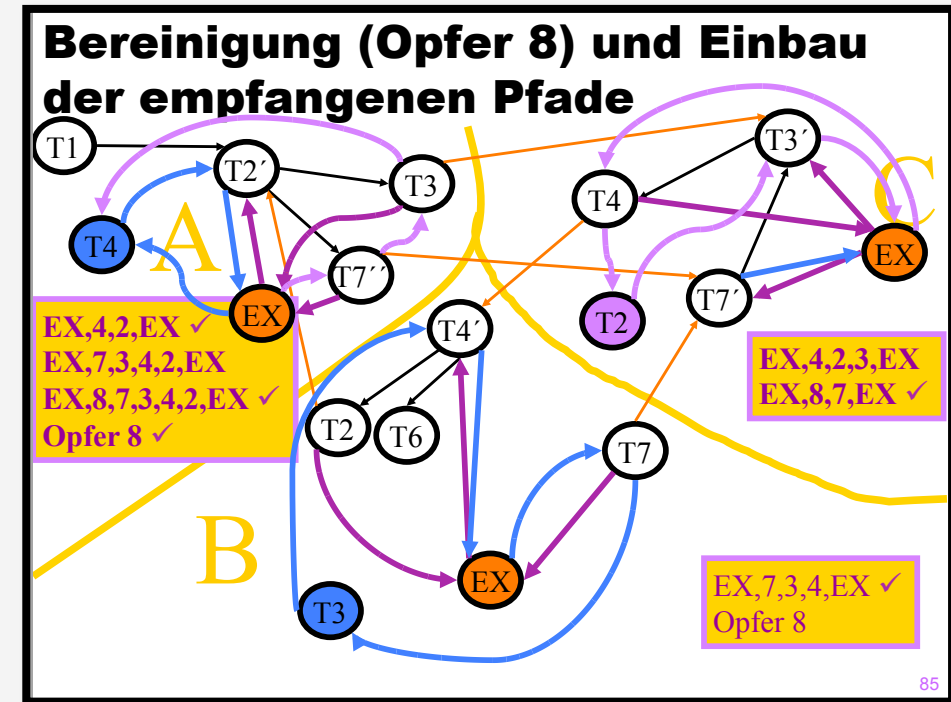 Bereinigung (Opfer 8) und Einbau
der empfangenen Pfade
T1
T2´
T3
T3´
T4
T4
A
C
EX
T7´´
EX
T7´
T2
T4´
EX,4,2,EX ✓
EX,7,3,4,2,EX
EX,8,7,3,4,2,EX ✓
Opfer 8 ✓
EX,4,2,3,EX
EX,8,7,EX ✓
T2
T6
T7
B
EX
T3
EX,7,3,4,EX ✓
Opfer 8
85